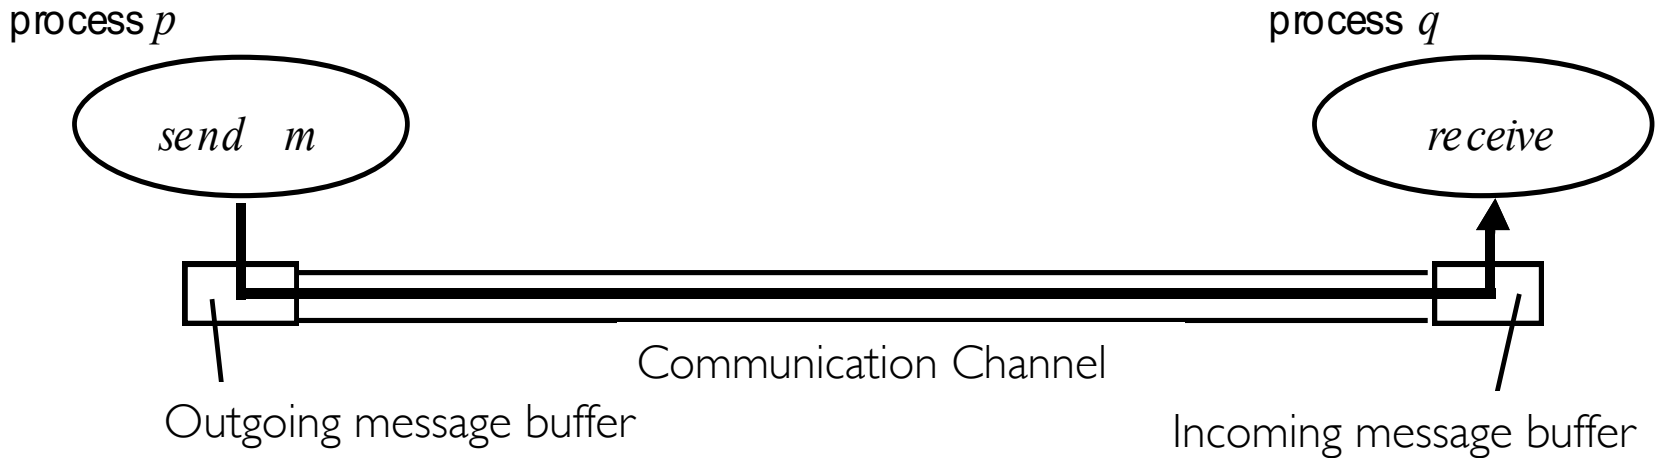 process p
process q
send m
receive
Communication Channel
Outgoing message buffer
Incoming message buffer